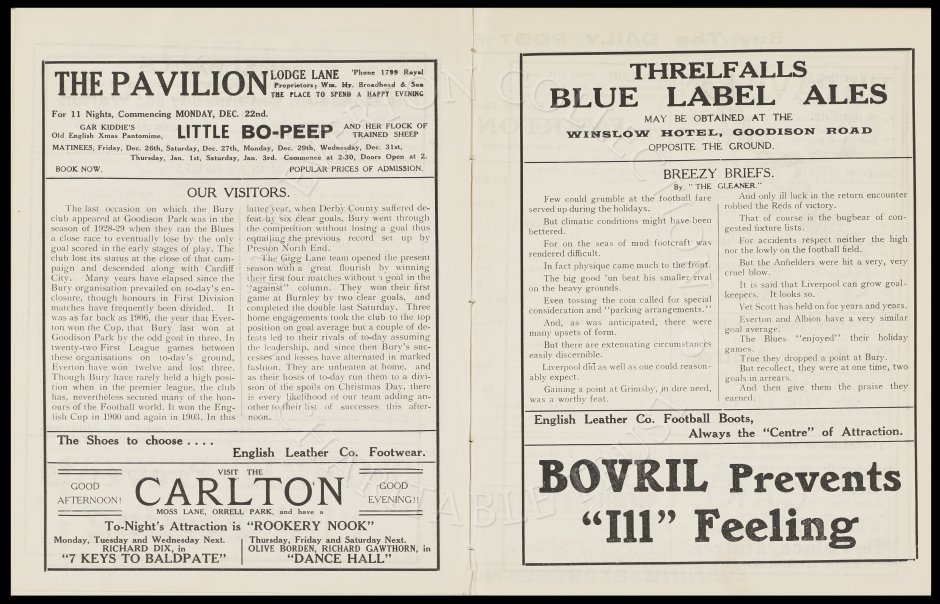 THE PAVILION
LODGE LANE 'Phone 1799 Royal
Proprietors; Wm. Hy. Broadhead & Son
THE PLACE TO SPEND A HAPPY EVENING
For 11 Nights, Commencing MONDAY, DEC. 22nd.
GAR KIDDIE'S
Old English Xmas Pantomime,
LITTLE BO-PEEP
AND HER FLOCK OF
TRAINED SHEEP
MATINEES, Friday, Dec. 26th, Saturday, Dec. 27th, Monday, Dec. 29th, Wednesday, Dec. 31st,
Thursday, Jan. 1st, Saturday, Jan. 3rd. Commence at 2-30, Doors Open at 2.
BOOK NOW. POPULAR PRICES OF ADMISSION.
OUR VISITORS.
The last occasion on which the Bury
club appeared at Goodison Park was in the
season of 1928-29 when they ran the Blues
a close race to eventually lose by the only
goal scored in the early stages of play. The
club lost its status at the close of that cam-
paign and descended along with Cardiff
City. Many years have elapsed since the
Bury organisation prevailed on to-day's en-
closure, though honours in First Division
matches have frequently been divided. It
was as far back as 1906, the year that Ever-
ton won the Cup, that Bury last won at
Goodison Park by the odd goal in three. In
twenty-two First League games between
these organisations on to-day's ground,
Everton have won twelve and lost three.
Though Bury have rarely held a high posi-
tion when in the premier league, the club
has, nevertheless secured many of the hon-
ours of the Football world. It won the Eng-
lish Cup in 1900 and again in 1903. In this
latter year, when Derby County suffered de-
feat by six clear goals, Bury went through
the competition without losing a goal thus
equalling the previous record set up by
Preston North End.
The Gigg Lane team opened the present
season with a great flourish by winning
their first four matches without a goal in the
"against" column. They won their first
game at Burnley by two clear goals, and
completed the double last Saturday. Three
home engagements took the club to the top
position on goal average but a couple of de-
feats led to their rivals of to-day assuming
the leadership, and since then Bury's suc-
cesses and losses have alternated in marked
fashion. They are unbeaten at home, and
as their hosts of to-day run them to a divi-
sion of the spoils on Christmas Day, there
is every likelihood of our team adding an-
other to their list of successes this after-
noon.
The Shoes to choose ....
English Leather Co. Footwear.
VISIT THE
GOOD
AFTERNOON!
CARLTON
GOOD
EVENING!!
MOSS LANE, ORRELL PARK, and have a
To-Night's Attraction is "ROOKERY NOOK"
Monday, Tuesday and Wednesday Next.
RICHARD DIX, in
"7 KEYS TO BALDPATE"
Thursday, Friday and Saturday Next.
OLIVE BORDEN, RICHARD GAWTHORN, in
"DANCE HALL"
THRELFALLS
BLUE LABEL ALES
MAY BE OBTAINED AT THE
WINSLOW HOTEL, GOODISON ROAD
OPPOSITE THE GROUND.
BREEZY BRIEFS.
By "THE GLEANER."
Few could grumble at the football fare
served up during the holidays.
But climatic conditions might have been
bettered.
For on the seas of mud footcraft was
rendered difficult.
In fact physique came much to the front.
The big good 'un beat his smaller rival
on the heavy grounds.
Even tossing the coin called for special
consideration and "parking arrangements."
And, as was anticipated, there were
many upsets of form.
But there are extenuating circumstances
easily discernible.
Liverpool did as well as one could reason-
ably expect.
Gaining a point at Grimsby, in dire need,
was a worthy feat.
And only ill luck in the return encounter
robbed the Reds of victory.
That of course is the bugbear of con-
gested fixture lists.
For accidents respect neither the high
nor the lowly on the football field.
But the Anfielders were hit a very, very
cruel blow.
It is said that Liverpool can grow goal-
keepers. It looks so.
Yet Scott has held on for years and years.
Everton and Albion have a very similar
goal average.
The Blues "enjoyed" their holiday
games.
True they dropped a point at Bury.
But recollect, they were at one time, two
goals in arrears.
And then give them the praise they
earned.
English Leather Co. Football Boots,
Always the "Centre" of Attraction.
BOVRIL Prevents
"Ill" Feeling